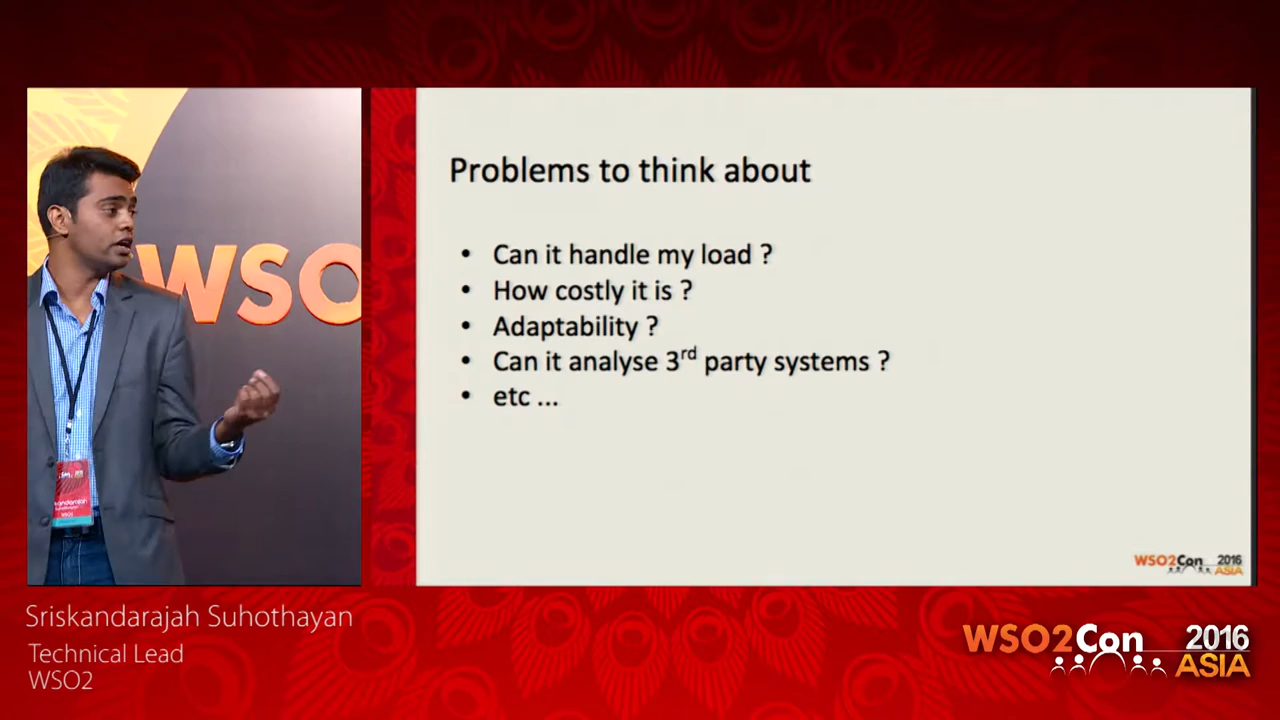 WSO
Problems to think about
• Can it handle my load ?
• How costly it is ?
• Adaptability ?
• Can it analyse 3rd party systems ?
• etc ...
WSO2Con 2016
ASIA
Sriskandarajah Suhothayan
Technical Lead
WSO2
WSO2Con 2016
ASIA